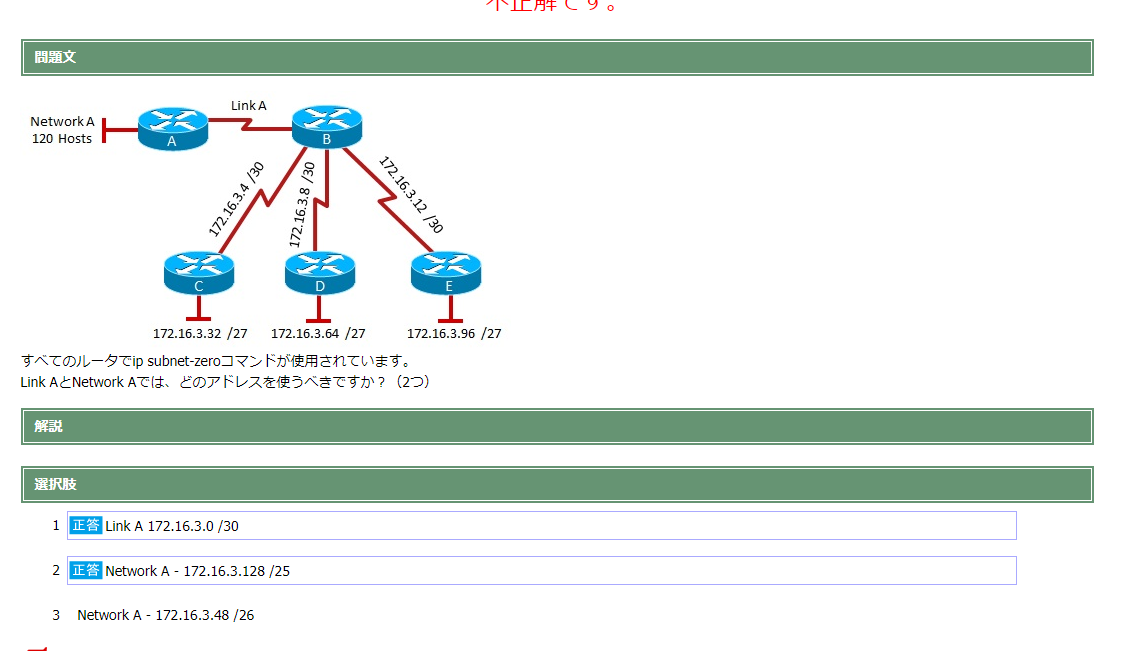 不正解です。
問題文
Link A
Network A
120 Hosts
A
B
172.16.3.4 /30
172.16.3.8 /30
172.16.3.12 /30
C
D
E
172.16.3.32 /27
172.16.3.64 /27
172.16.3.96 /27
すべてのルータでip subnet-zeroコマンドが使用されています。
Link AとNetwork Aでは、どのアドレスを使うべきですか？（2つ）
解説
選択肢
1 正答 Link A 172.16.3.0 /30
2 正答 Network A - 172.16.3.128 /25
3 Network A - 172.16.3.48 /26